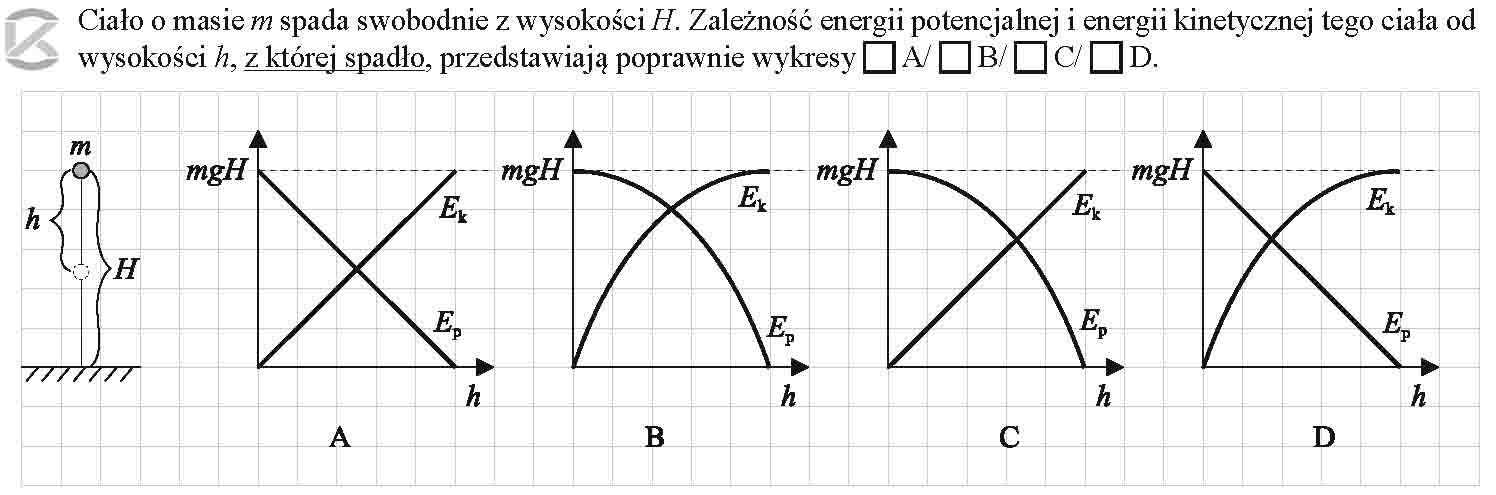 Ciało o masie m spada swobodnie z wysokości H. Zależność energii potencjalnej i energii kinetycznej tego ciała od
wysokości h, z której spadło, przedstawiają poprawnie wykresy ☐ A/ ☐ B/ ☐ C/ ☐ D.
m
h
H
mgH
Ek
Ep
h
A
mgH
Ek
Ep
h
B
mgH
Ek
Ep
h
C
mgH
Ek
Ep
h
D